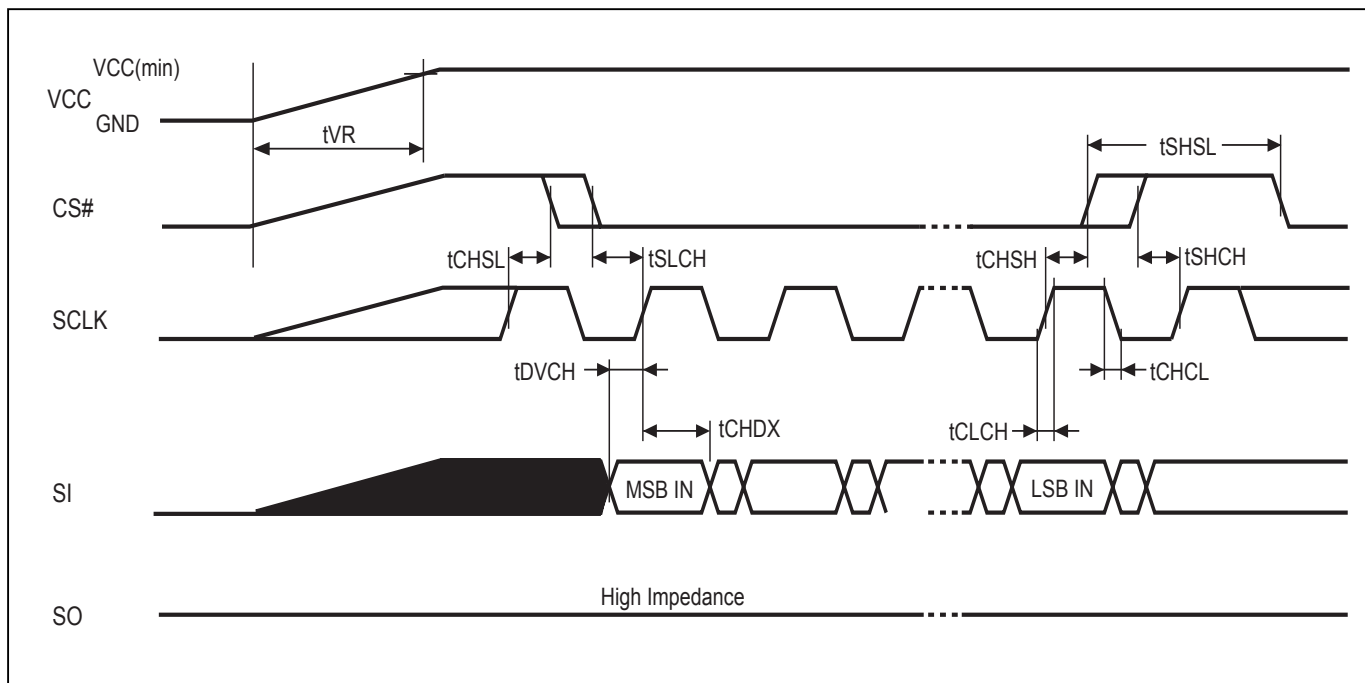 VCC(min)
VCC
GND
tVR
tSHSL
CS#
tCHSL
tSLCH
tCHSH
tSHCH
SCLK
tDVCH
tCHCL
tCHDX
tCLCH
SI
MSB IN
LSB IN
High Impedance
SO